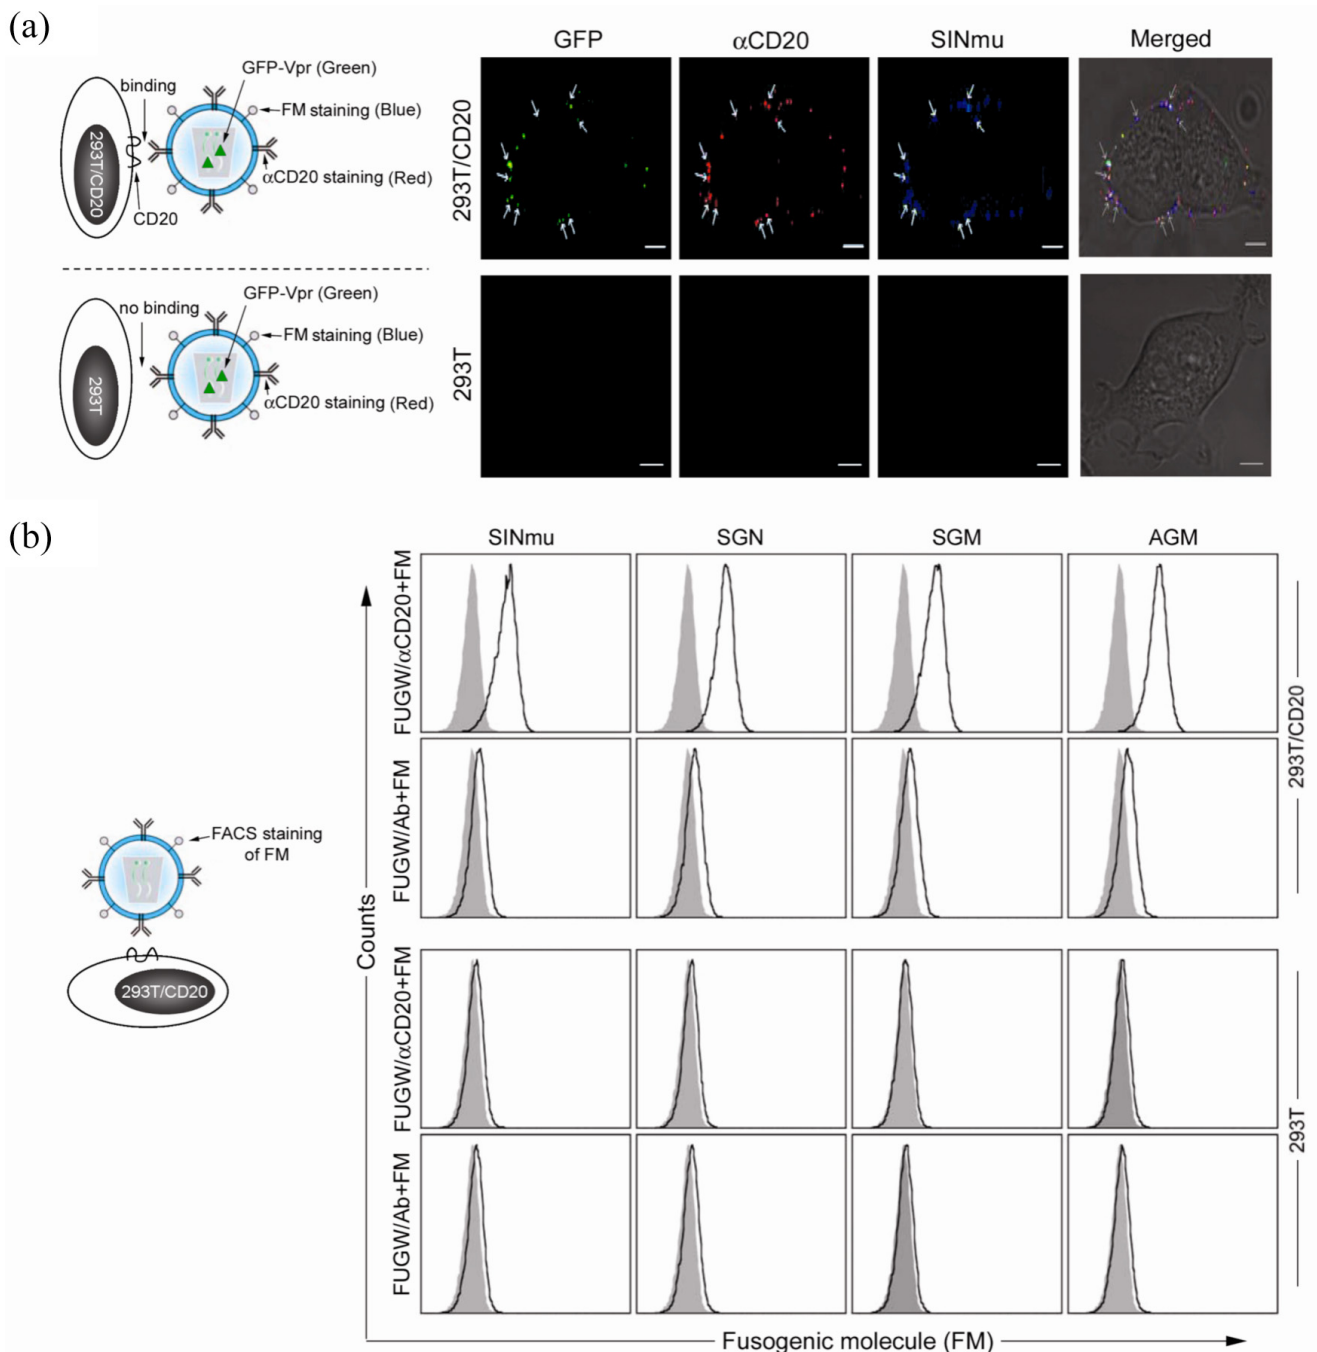 (a)
GFP
αCD20
SINmu
Merged
GFP-Vpr (Green)
binding
FM staining (Blue)
293T/CD20
αCD20 staining (Red)
CD20
293T/CD20
no binding
GFP-Vpr (Green)
FM staining (Blue)
293T
αCD20 staining (Red)
293T
(b)
SINmu
SGN
SGM
AGM
FUGW/αCD20+FM
FUGW/Ab+FM
293T/CD20
FACS staining
of FM
293T/CD20
Counts
FUGW/αCD20+FM
FUGW/Ab+FM
293T
Fusogenic molecule (FM)